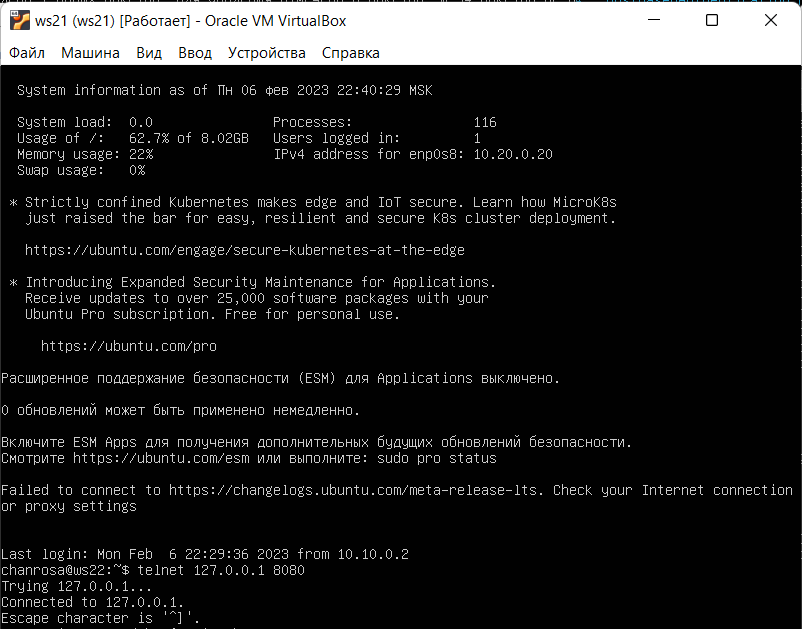 ws21 (ws21) [Работает] - Oracle VM VirtualBox
Файл Машина Вид Ввод Устройства Справка
System information as of Пн 06 фев 2023 22:40:29 MSK
System load: 0.0 Processes: 116
Usage of /: 62.7% of 8.02GB Users logged in: 1
Memory usage: 22% IPv4 address for enp0s8: 10.20.0.20
Swap usage: 0%
* Strictly confined Kubernetes makes edge and IoT secure. Learn how MicroK8s
just raised the bar for easy, resilient and secure K8s cluster deployment.
https://ubuntu.com/engage/secure-kubernetes-at-the-edge
* Introducing Expanded Security Maintenance for Applications.
Receive updates to over 25,000 software packages with your
Ubuntu Pro subscription. Free for personal use.
https://ubuntu.com/pro
Расширенное поддержание безопасности (ESM) для Applications выключено.
0 обновлений может быть применено немедленно.
Включите ESM Apps для получения дополнительных будущих обновлений безопасности.
Смотрите https://ubuntu.com/esm или выполните: sudo pro status
Failed to connect to https://changelogs.ubuntu.com/meta-release-lts. Check your Internet connection
or proxy settings
Last login: Mon Feb  6 22:29:36 2023 from 10.10.0.2
chanrosa@ws22:~$ telnet 127.0.0.1 8080
Trying 127.0.0.1...
Connected to 127.0.0.1.
Escape character is '^]'.